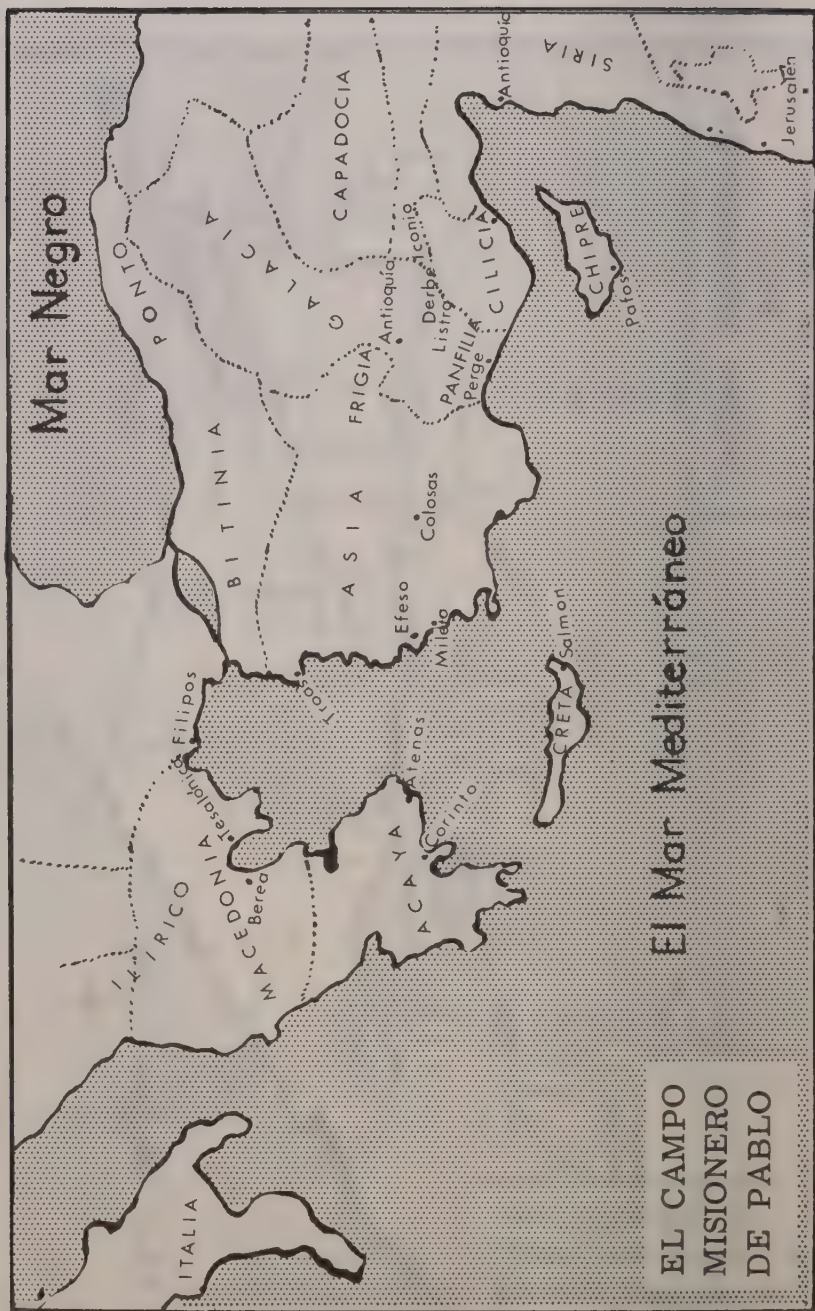 Mar Negro
PONTO
BITINIA
GALACIA
CAPADOCIA
ASIA
FRIGIA
Antioquía
Derbe
Iconio
Listra
PANFILIA
Perge
CILICIA
Antioquía
SIRIA
Jerusalén
CHIPRE
Pafos
Colosas
Efeso
Mileto
Troas
Filipos
Tesalónica
MACEDONIA
Berea
ILIRICO
ACAYA
Atenas
Corinto
CRETA
Salmón
ITALIA
El Mar Mediterráneo
EL CAMPO
MISIONERO
DE PABLO